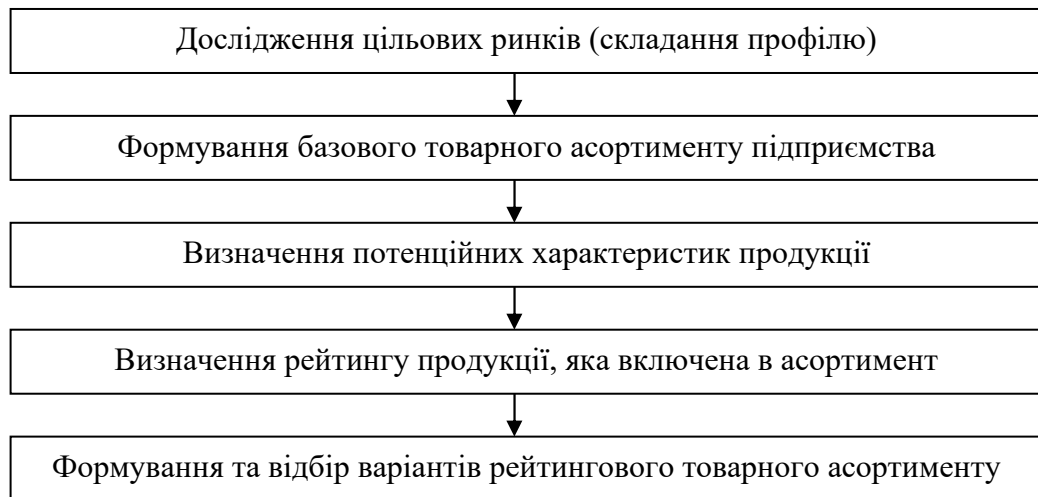 Дослідження цільових ринків (складання профілю)
Формування базового товарного асортименту підприємства
Визначення потенційних характеристик продукції
Визначення рейтингу продукції, яка включена в асортимент
Формування та відбір варіантів рейтингового товарного асортименту